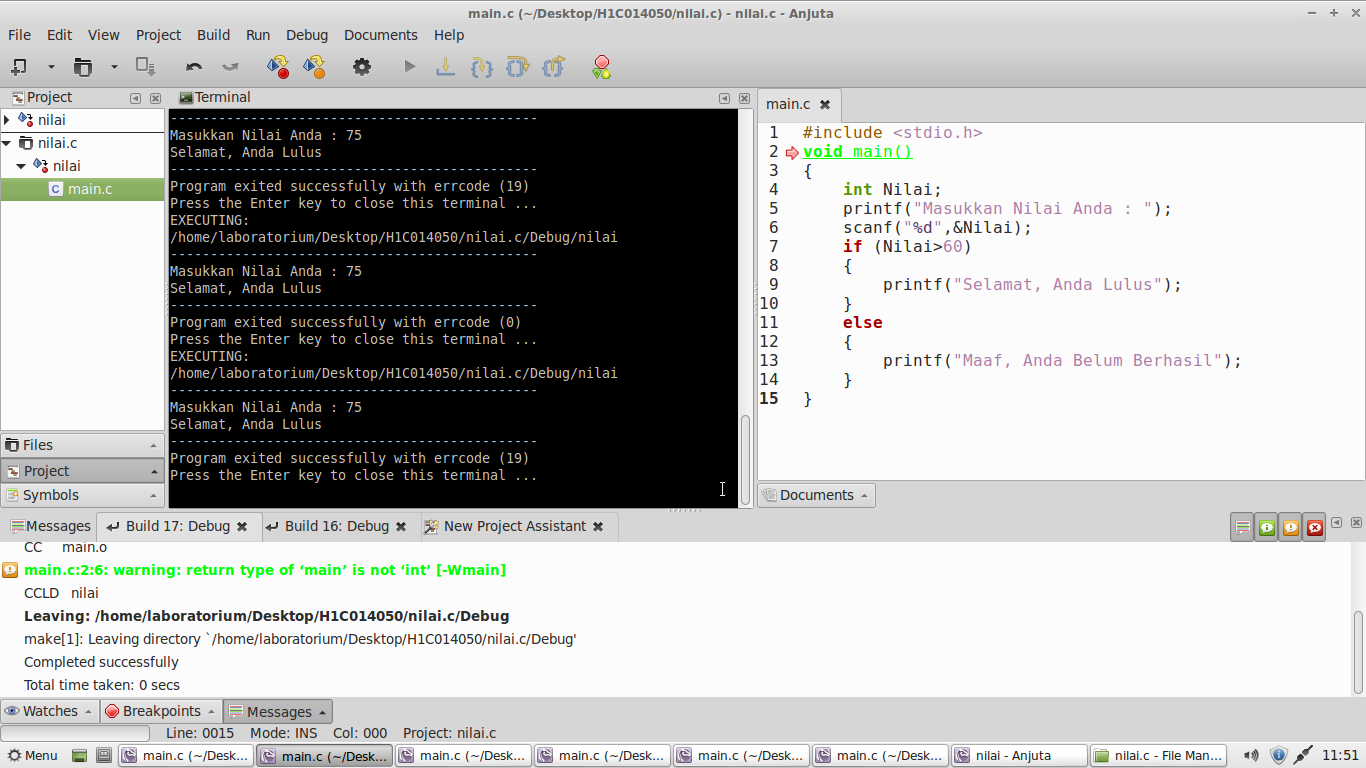 main.c (~/Desktop/H1C014050/nilai.c) - nilai.c - Anjuta
File Edit View Project Build Run Debug Documents Help
Project
nilai
nilai.c
nilai
main.c
Files
Project
Symbols
Terminal
----------------------------------------------
Masukkan Nilai Anda : 75
Selamat, Anda Lulus
----------------------------------------------
Program exited successfully with errcode (19)
Press the Enter key to close this terminal ...
EXECUTING:
/home/laboratorium/Desktop/H1C014050/nilai.c/Debug/nilai
----------------------------------------------
Masukkan Nilai Anda : 75
Selamat, Anda Lulus
----------------------------------------------
Program exited successfully with errcode (0)
Press the Enter key to close this terminal ...
EXECUTING:
/home/laboratorium/Desktop/H1C014050/nilai.c/Debug/nilai
----------------------------------------------
Masukkan Nilai Anda : 75
Selamat, Anda Lulus
----------------------------------------------
Program exited successfully with errcode (19)
Press the Enter key to close this terminal ...
main.c
1 #include <stdio.h>
2 void main()
3 {
4 int Nilai;
5 printf("Masukkan Nilai Anda : ");
6 scanf("%d",&Nilai);
7 if (Nilai>60)
8 {
9 printf("Selamat, Anda Lulus");
10 }
11 else
12 {
13 printf("Maaf, Anda Belum Berhasil");
14 }
15 }
Documents
Messages Build 17: Debug Build 16: Debug New Project Assistant
CC main.o
main.c:2:6: warning: return type of ‘main’ is not ‘int’ [-Wmain]
CCLD nilai
Leaving: /home/laboratorium/Desktop/H1C014050/nilai.c/Debug
make[1]: Leaving directory `/home/laboratorium/Desktop/H1C014050/nilai.c/Debug'
Completed successfully
Total time taken: 0 secs
Watches Breakpoints Messages
Line: 0015 Mode: INS Col: 000 Project: nilai.c
Menu main.c (~/Desk... main.c (~/Desk... main.c (~/Desk... main.c (~/Desk... main.c (~/Desk... main.c (~/Desk... nilai - Anjuta nilai.c - File Man... 11:51